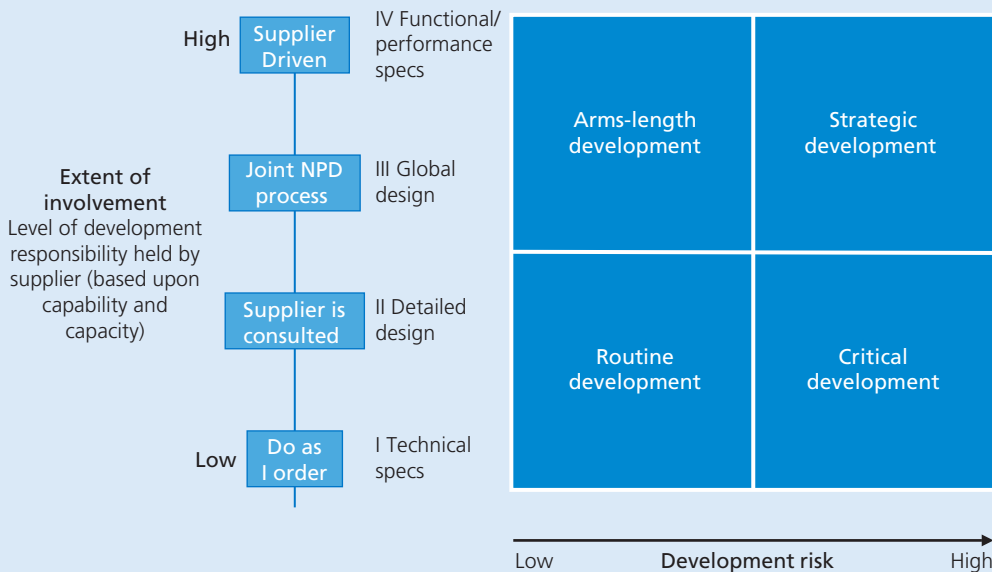 High
Supplier
Driven
IV Functional/
performance
specs
Extent of
involvement
Level of development
responsibility held by
supplier (based upon
capability and
capacity)
Joint NPD
process
III Global
design
Supplier is
consulted
II Detailed
design
Low
Do as
I order
I Technical
specs
Arms-length
development
Strategic
development
Routine
development
Critical
development
Low
Development risk
High